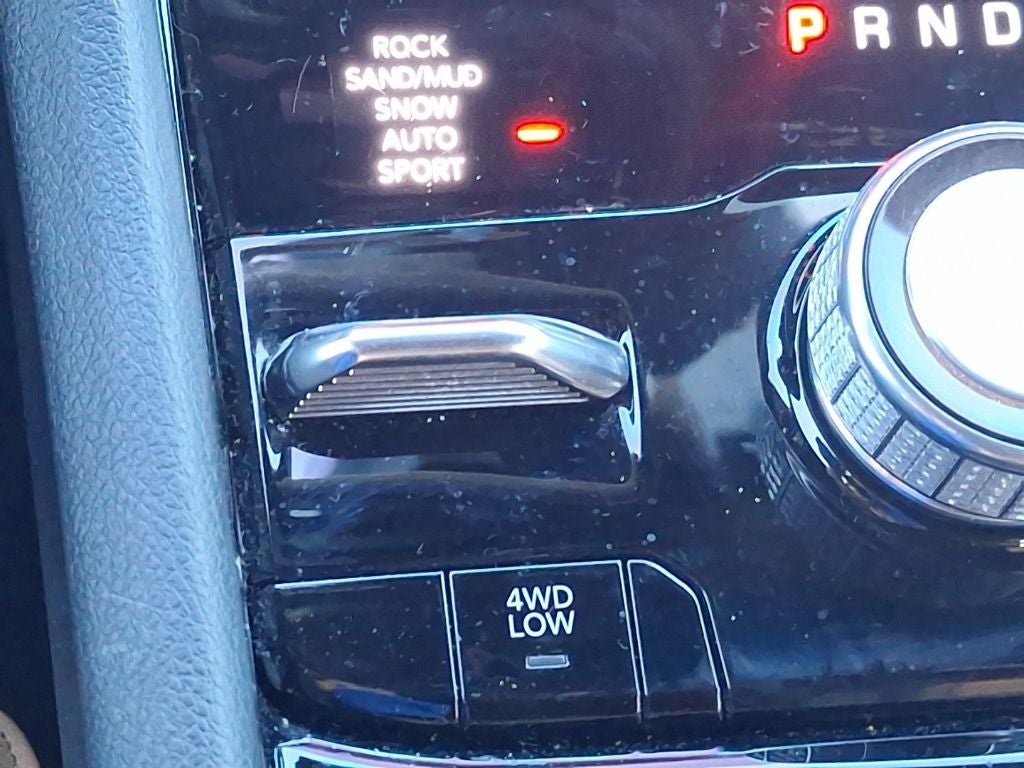 ROCK
SAND/MUD
SNOW
AUTO
SPORT
P R N D
4WD
LOW